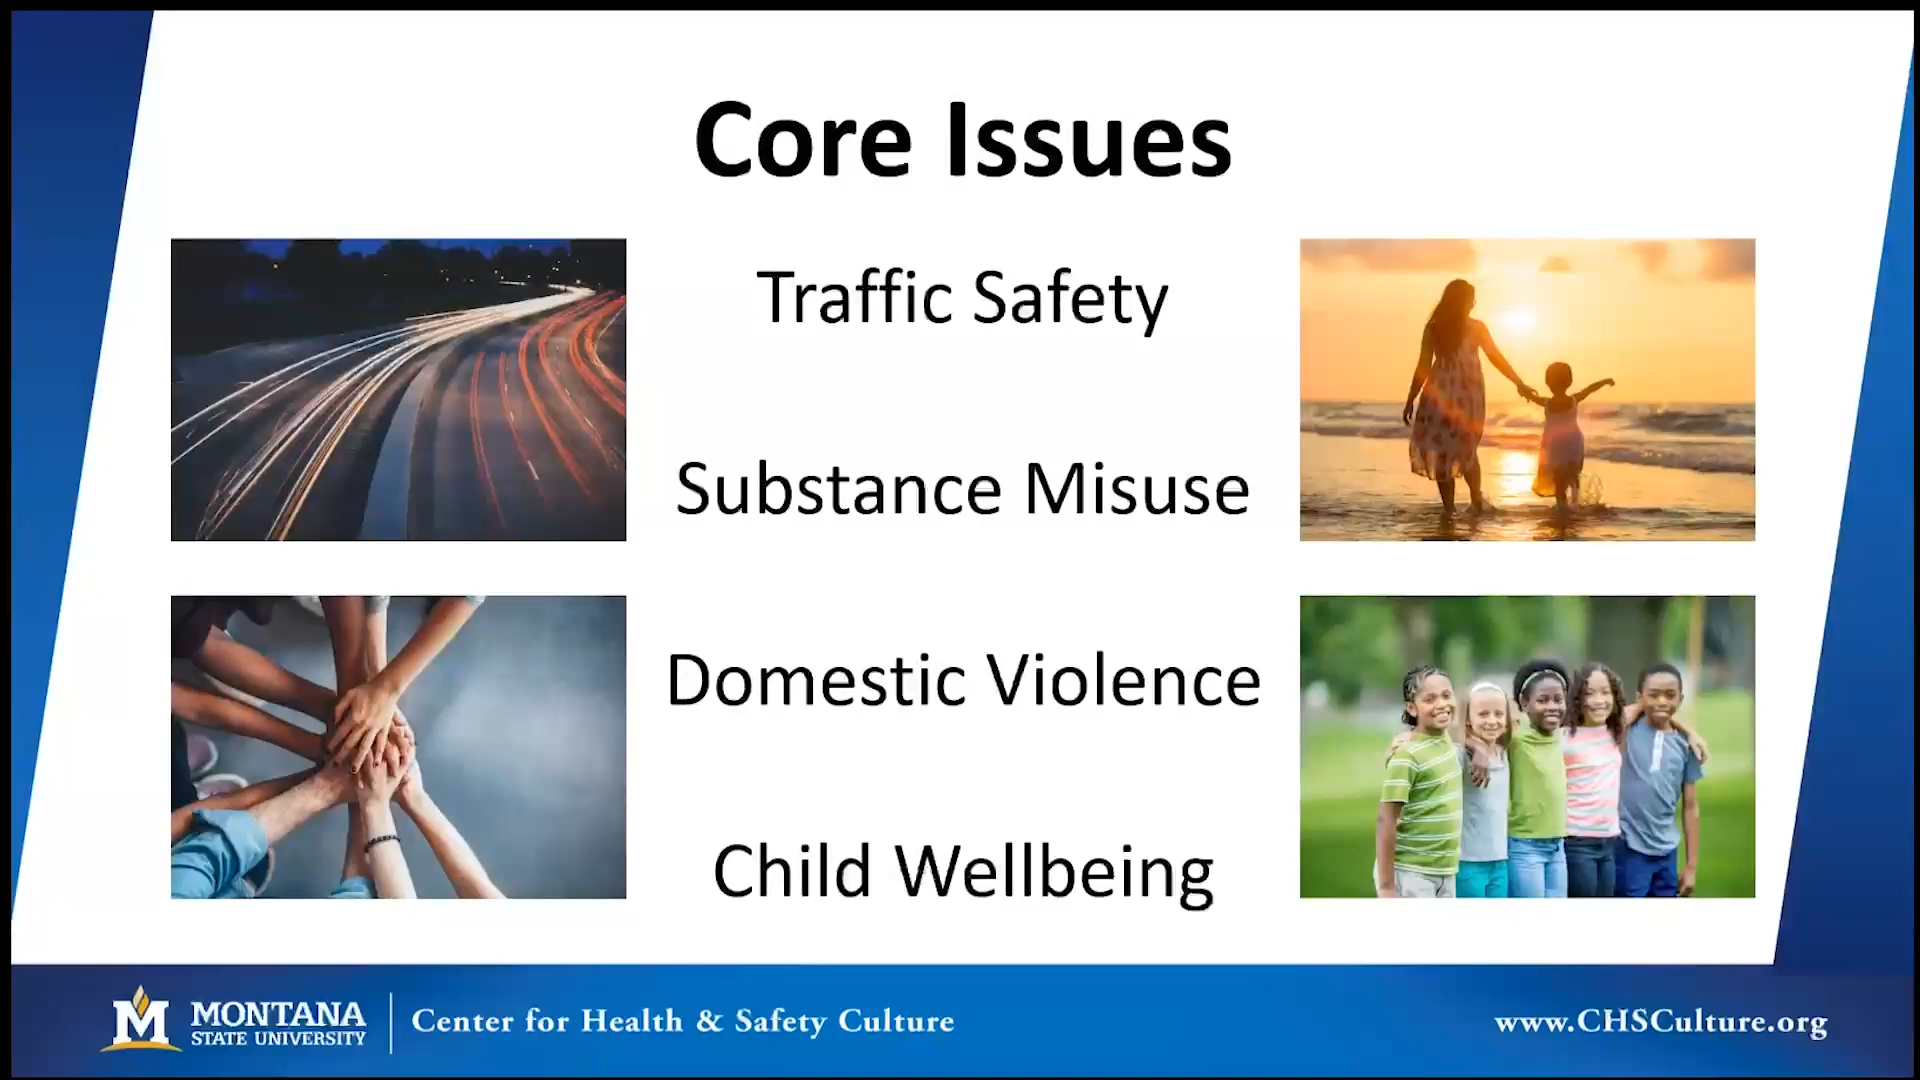 Core Issues
Traffic Safety
Substance Misuse
Domestic Violence
Child Wellbeing
M MONTANA
STATE UNIVERSITY
Center for Health & Safety Culture
www.CHSCulture.org